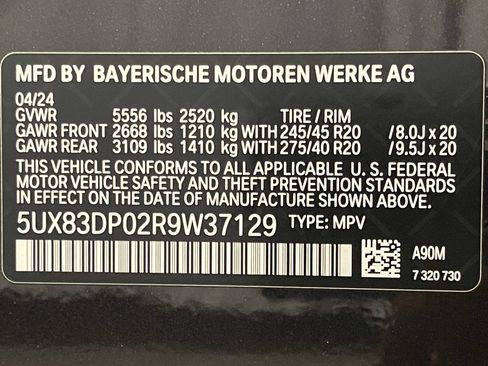 MFD BY BAYERISCHE MOTOREN WERKE AG
04/24
GVWR 5556 lbs 2520 kg TIRE / RIM
GAWR FRONT 2668 lbs 1210 kg WITH 245/45 R20 /8.0J x 20
GAWR REAR 3109 lbs 1410 kg WITH 275/40 R20 /9.5J x 20
THIS VEHICLE CONFORMS TO ALL APPLICABLE U. S. FEDERAL
MOTOR VEHICLE SAFETY AND THEFT PREVENTION STANDARDS
IN EFFECT ON THE DATE OF MANUFACTURE SHOWN ABOVE.
5UX83DP02R9W37129 TYPE: MPV
A90M
7 320 730